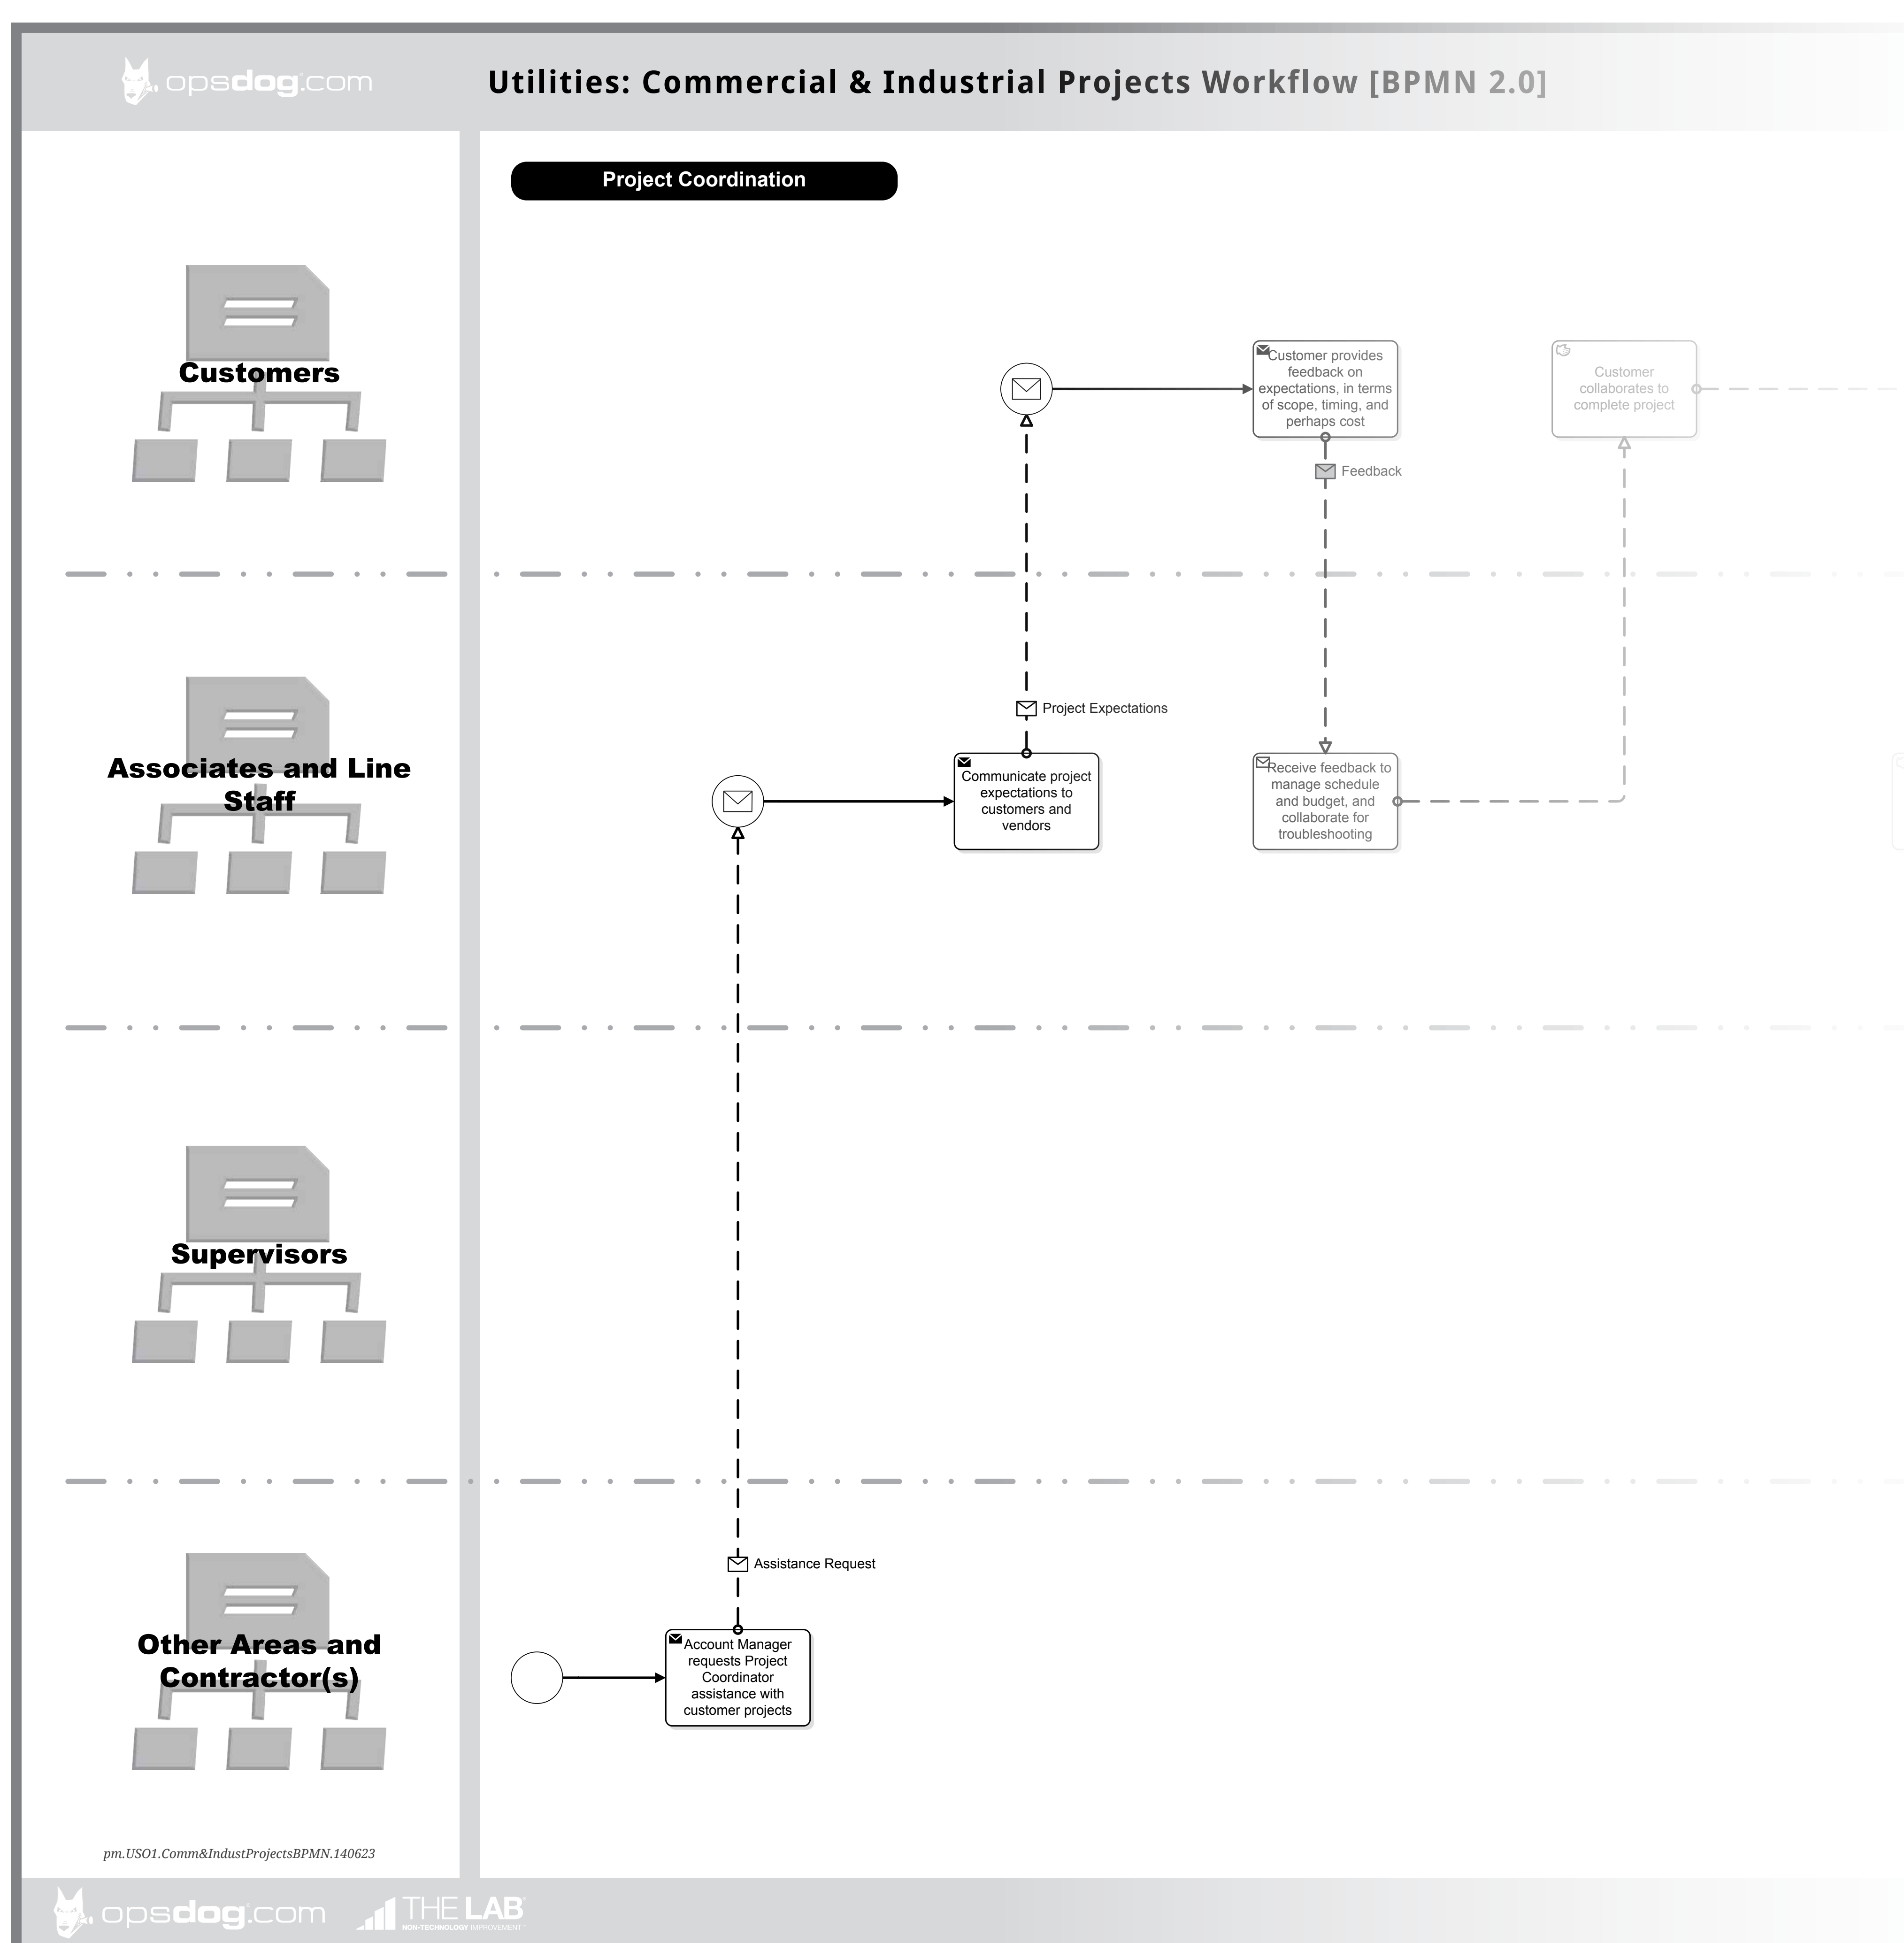 opsdog.com
Utilities: Commercial & Industrial Projects Workflow [BPMN 2.0]
Project Coordination
Customers
Customer provides
feedback on
expectations, in terms
of scope, timing, and
perhaps cost
Customer
collaborates to
complete project
Feedback
Project Expectations
Associates and Line
Staff
Communicate project
expectations to
customers and
vendors
Receive feedback to
manage schedule
and budget, and
collaborate for
troubleshooting
Supervisors
Assistance Request
Other Areas and
Contractor(s)
Account Manager
requests Project
Coordinator
assistance with
customer projects
pm.USO1.Comm&IndustProjectsBPMN.140623
opsdog.com
THE LAB
NON-TECHNOLOGY IMPROVEMENT